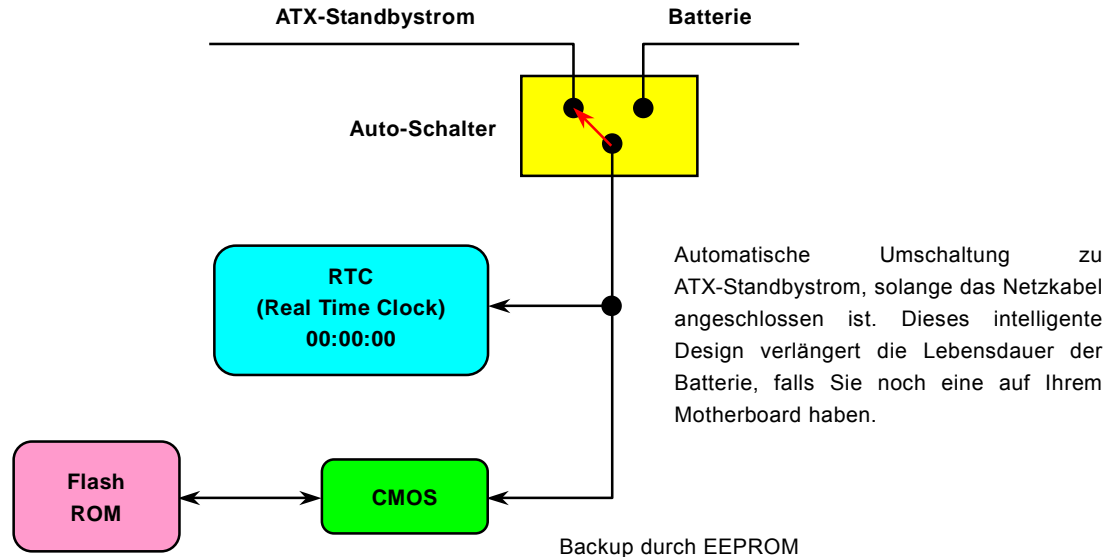 ATX-Standbystrom
Batterie
Auto-Schalter
RTC
(Real Time Clock)
00:00:00
Automatische Umschaltung zu
ATX-Standbystrom, solange das Netzkabel
angeschlossen ist. Dieses intelligente
Design verlängert die Lebensdauer der
Batterie, falls Sie noch eine auf Ihrem
Motherboard haben.
Flash
ROM
CMOS
Backup durch EEPROM